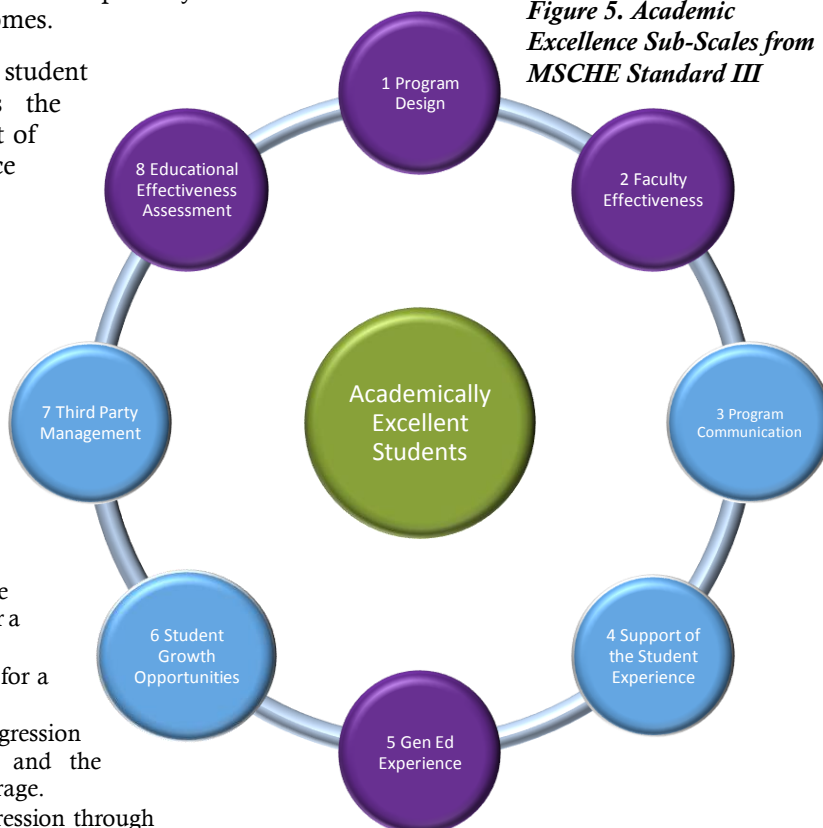 omes.
student
the
t of
ce
Figure 5. Academic
Excellence Sub-Scales from
MSCHE Standard III
1 Program
Design
2 Faculty
Effectiveness
3 Program
Communication
4 Support of
the Student
Experience
5 Gen Ed
Experience
6 Student
Growth
Opportunities
7 Third Party
Management
8 Educational
Effectiveness
Assessment
Academically
Excellent
Students
e
r a
for a
gression
and the
rage.
ression through